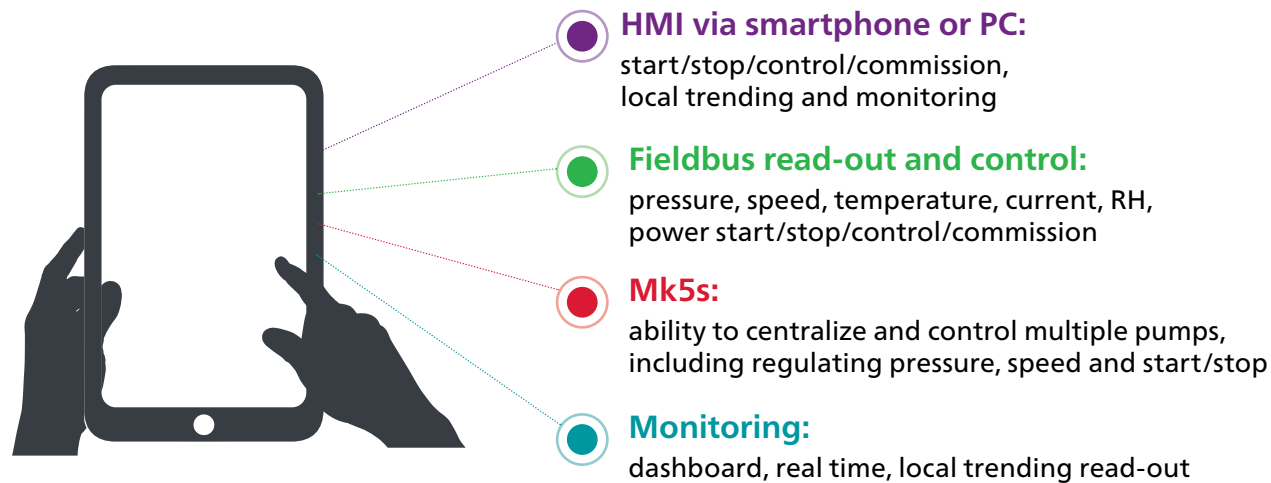 HMI via smartphone or PC:
start/stop/control/commission,
local trending and monitoring
Fieldbus read-out and control:
pressure, speed, temperature, current, RH,
power start/stop/control/commission
Mk5s:
ability to centralize and control multiple pumps,
including regulating pressure, speed and start/stop
Monitoring:
dashboard, real time, local trending read-out